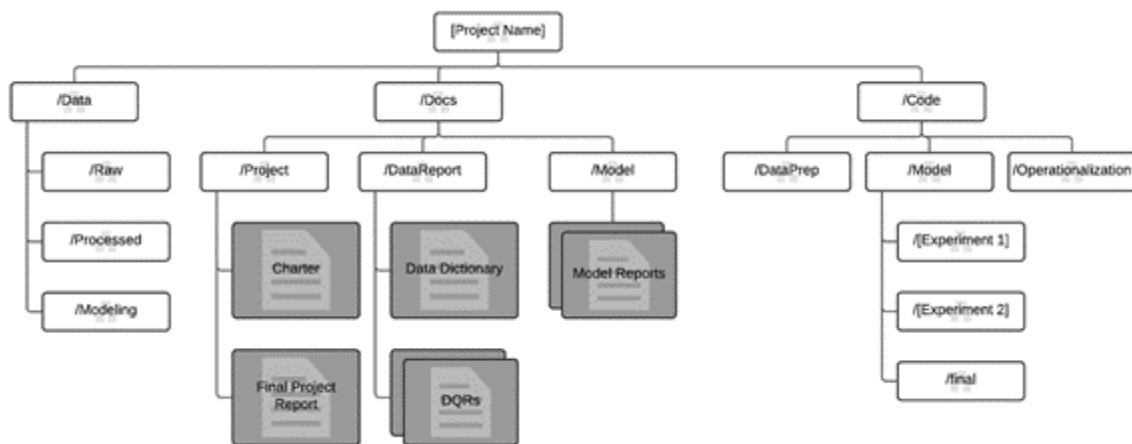 [Project Name]
/Data
/Docs
/Code
/Raw
/Project
/DataReport
/Model
/DataPrep
/Model
/Operationalization
/Processed
Charter
Data Dictionary
Model Reports
/[Experiment 1]
/Modeling
/[Experiment 2]
Final Project
Report
DQRs
/final